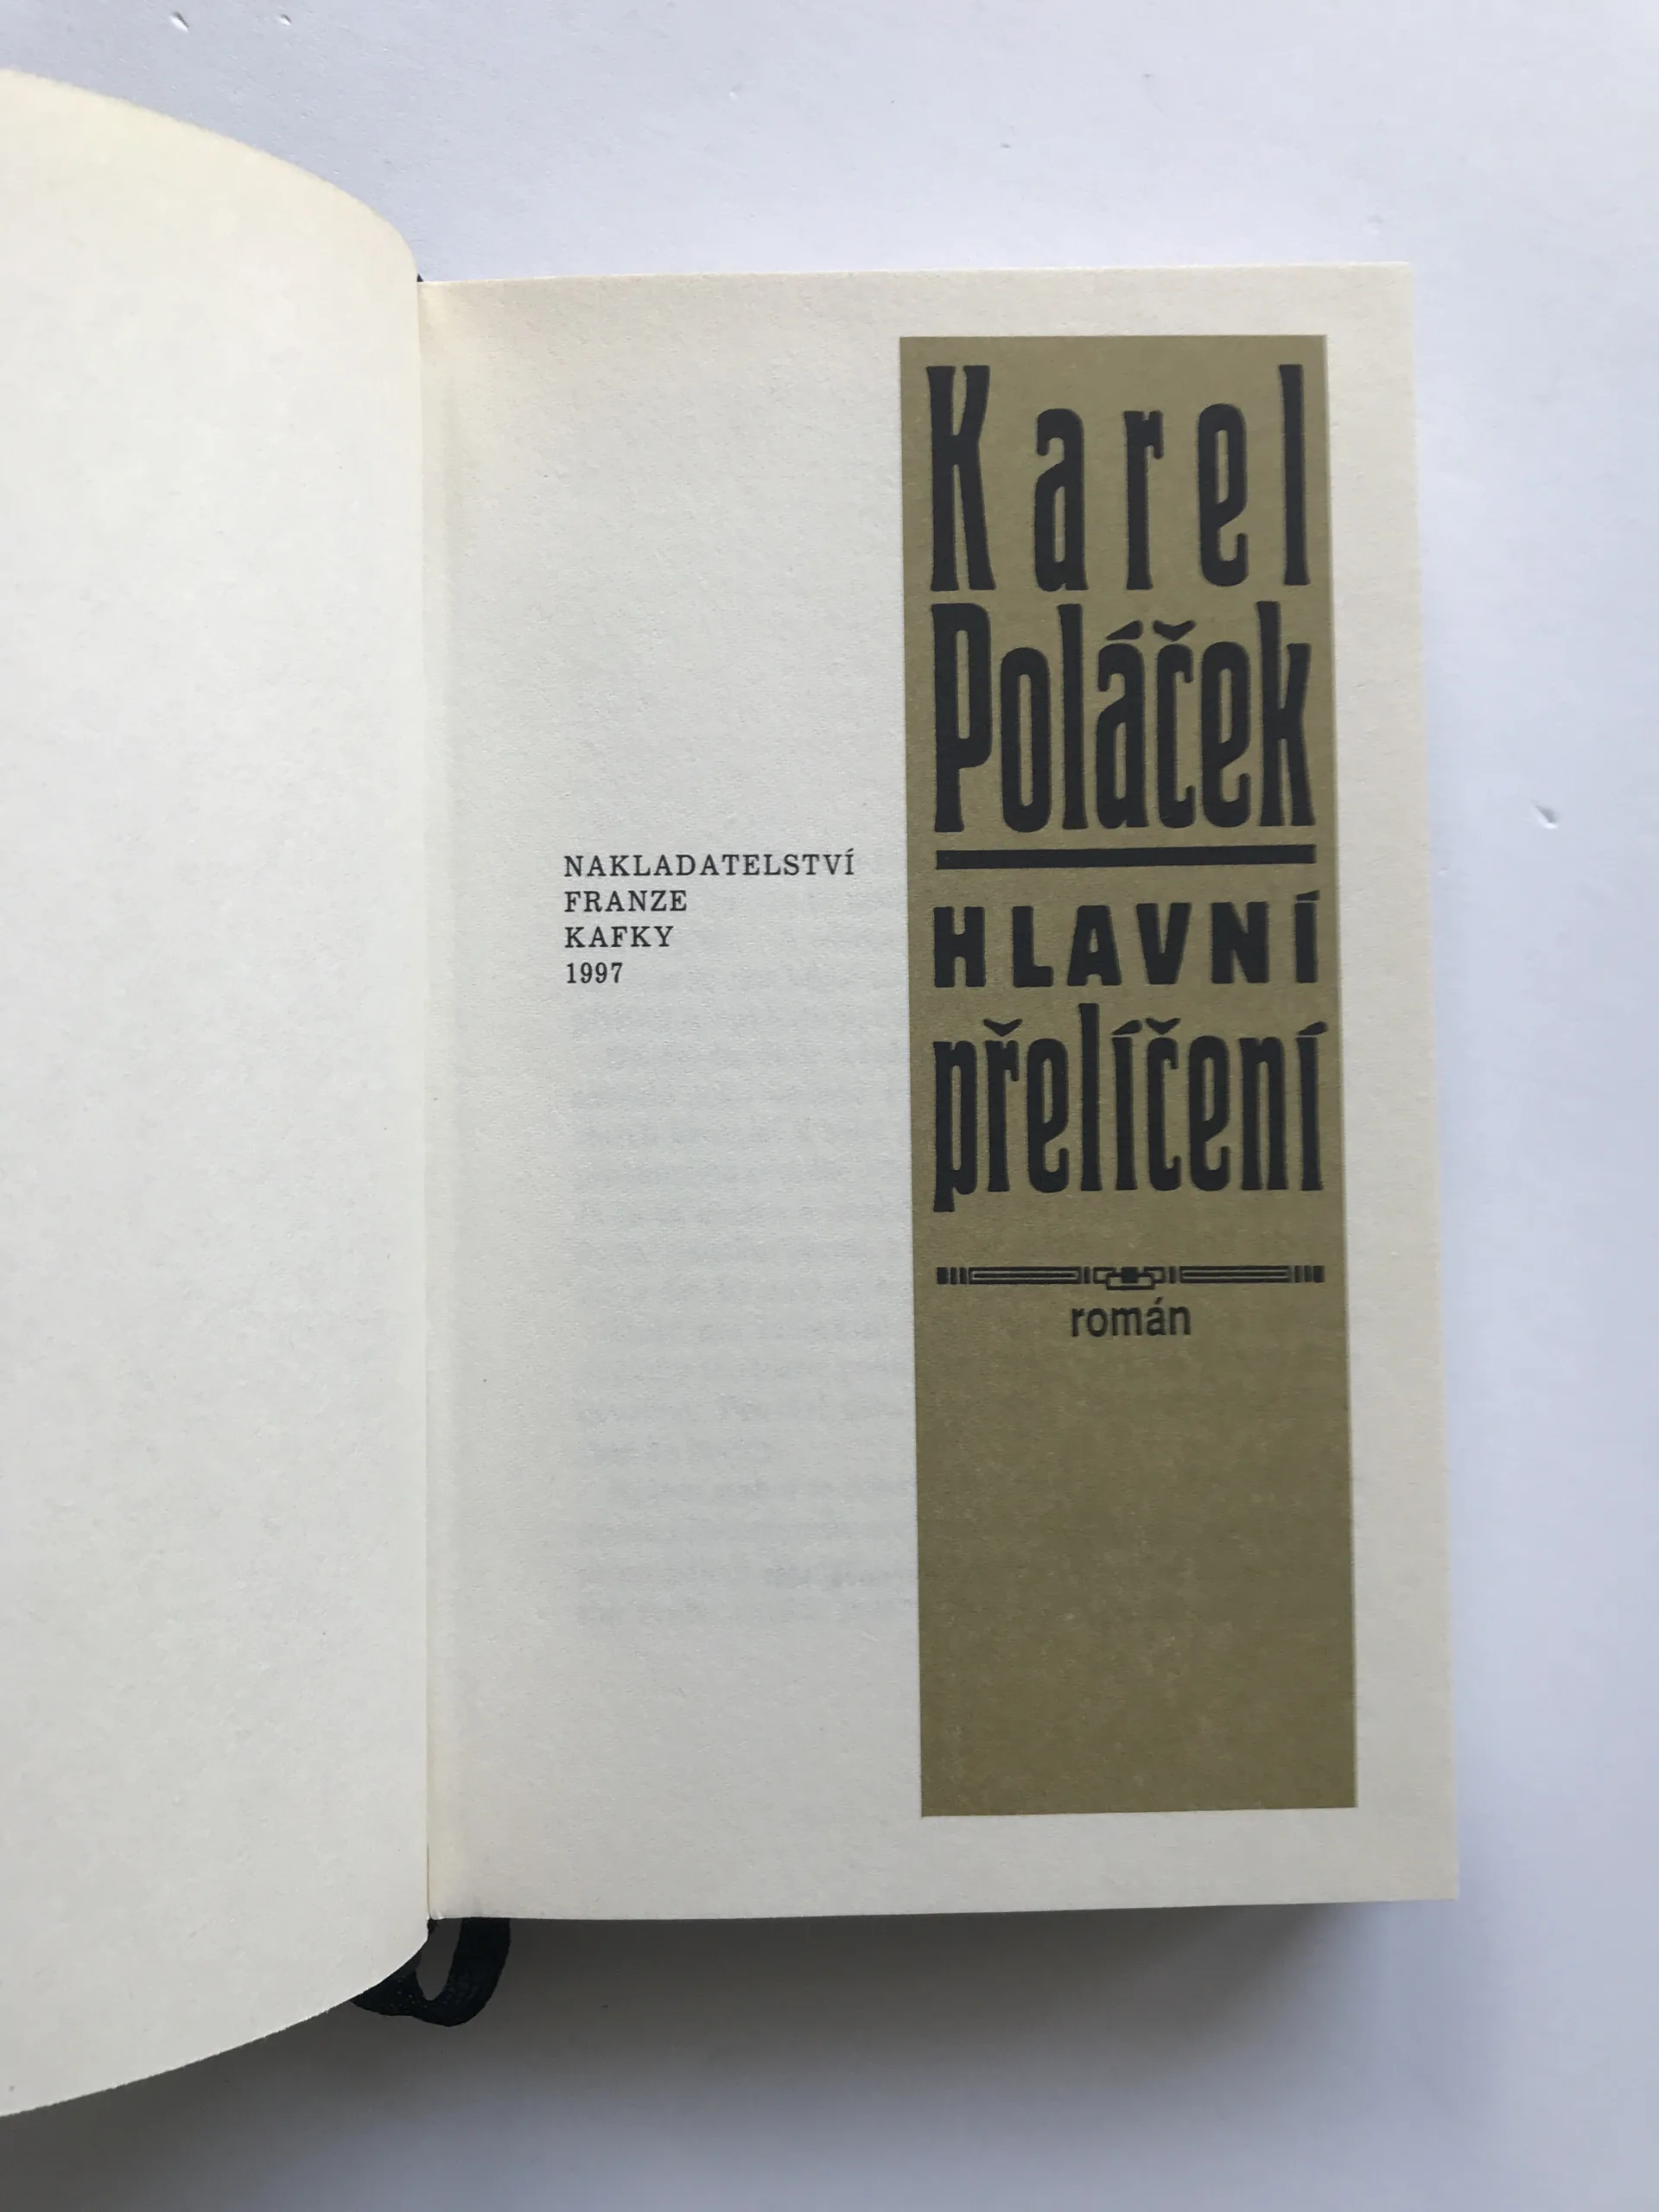 Karel
Poláček
HLAVNÍ
přelíčení
román
NAKLADATELSTVÍ
FRANZE
KAFKY
1997